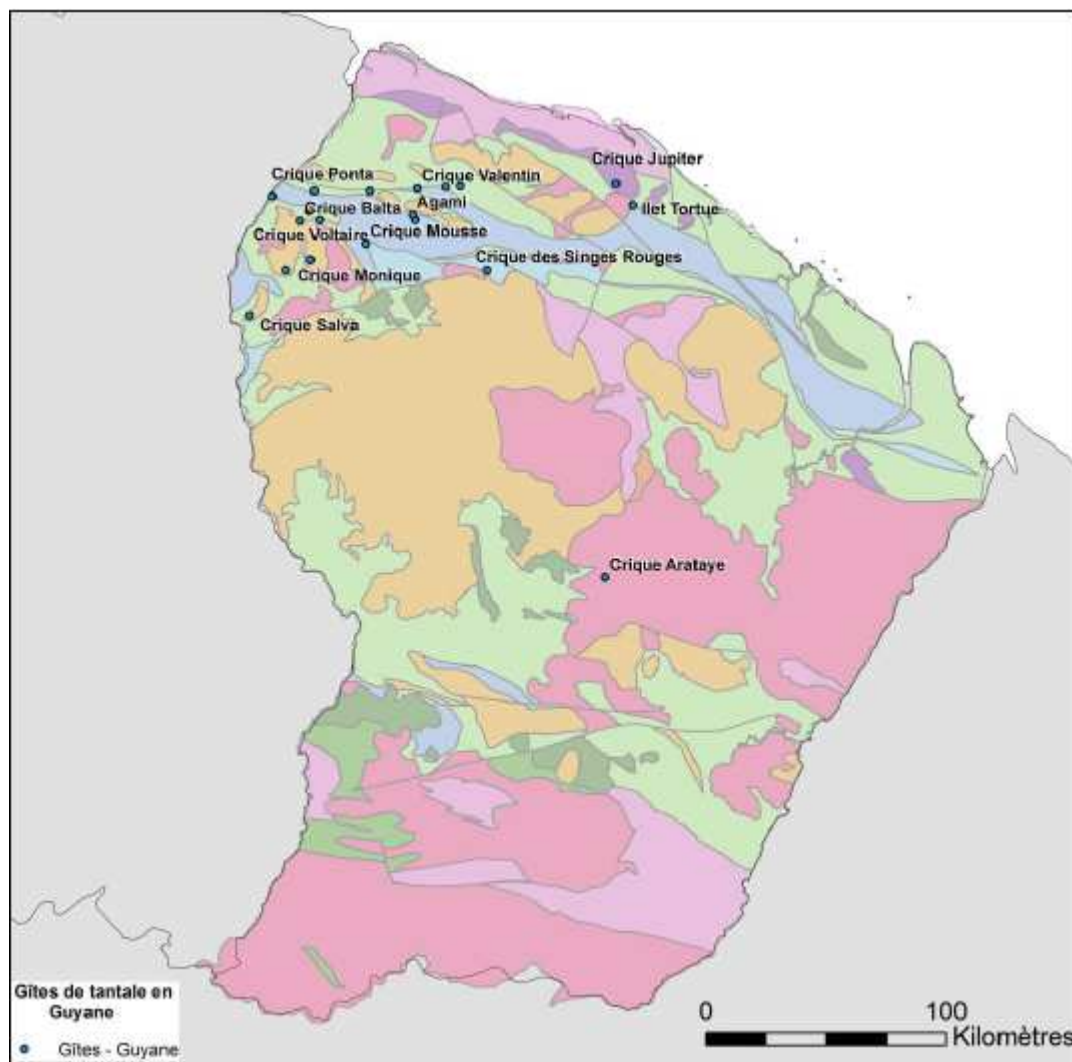 Crique Jupiter
Crique Ponta
Crique Valentin
Agami
Ilet Tortue
Crique Balta
Crique Voltaire
Crique Mousse
Crique des Singes Rouges
Crique Monique
Crique Salva
Crique Arataye
Gîtes de tantale en
Guyane
Gîtes - Guyane
0 100
Kilomètres